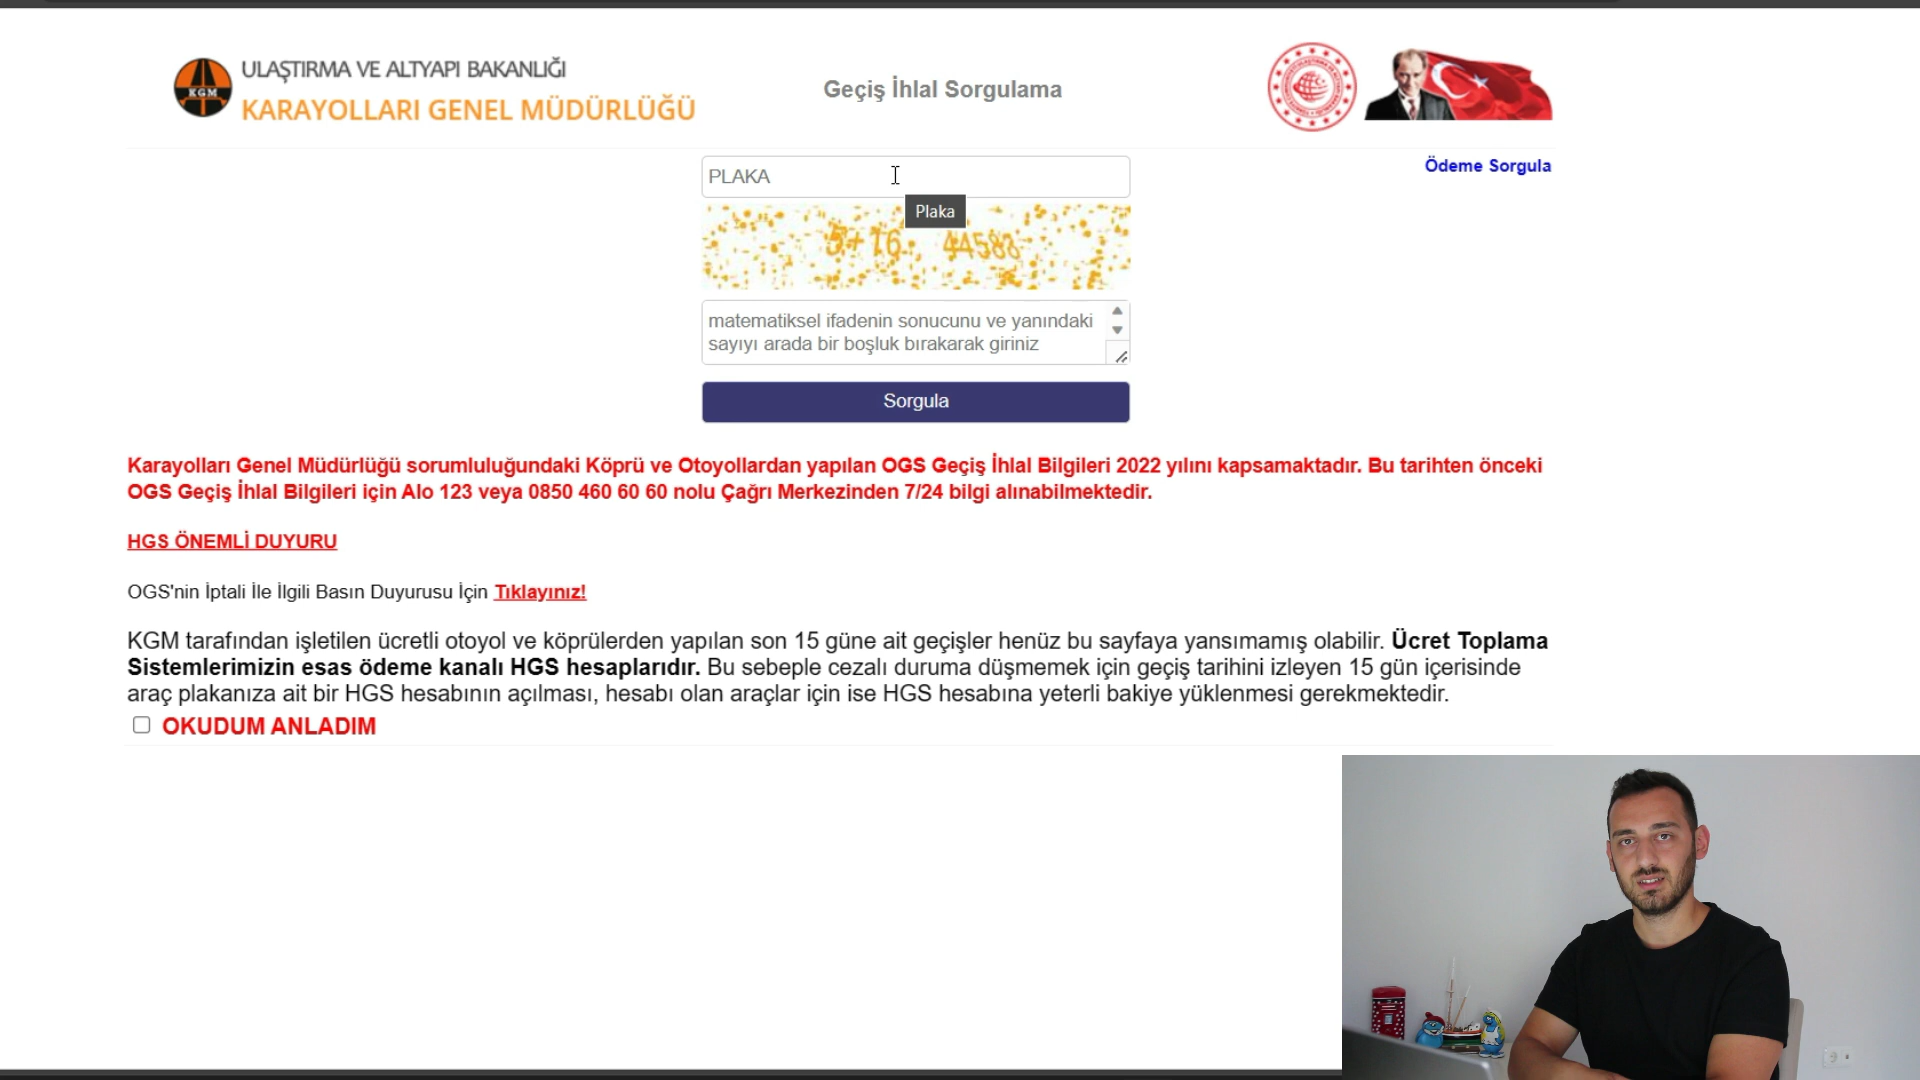 ULAŞTIRMA VE ALTYAPI BAKANLIĞI
KGM
KARAYOLLARI GENEL MÜDÜRLÜĞÜ
Geçiş İhlal Sorgulama
Ödeme Sorgula
PLAKA
Plaka
5+16 44588
matematiksel ifadenin sonucunu ve yanındaki
sayıyı arada bir boşluk bırakarak giriniz
Sorgula
Karayolları Genel Müdürlüğü sorumluluğundaki Köprü ve Otoyollardan yapılan OGS Geçiş İhlal Bilgileri 2022 yılını kapsamaktadır. Bu tarihten önceki
OGS Geçiş İhlal Bilgileri için Alo 123 veya 0850 460 60 60 nolu Çağrı Merkezinden 7/24 bilgi alınabilmektedir.
HGS ÖNEMLİ DUYURU
OGS'nin İptali İle İlgili Basın Duyurusu İçin Tıklayınız!
KGM tarafından işletilen ücretli otoyol ve köprülerden yapılan son 15 güne ait geçişler henüz bu sayfaya yansımamış olabilir. Ücret Toplama
Sistemlerimizin esas ödeme kanalı HGS hesaplarıdır. Bu sebeple cezalı duruma düşmemek için geçiş tarihini izleyen 15 gün içerisinde
araç plakanıza ait bir HGS hesabının açılması, hesabı olan araçlar için ise HGS hesabına yeterli bakiye yüklenmesi gerekmektedir.
OKUDUM ANLADIM